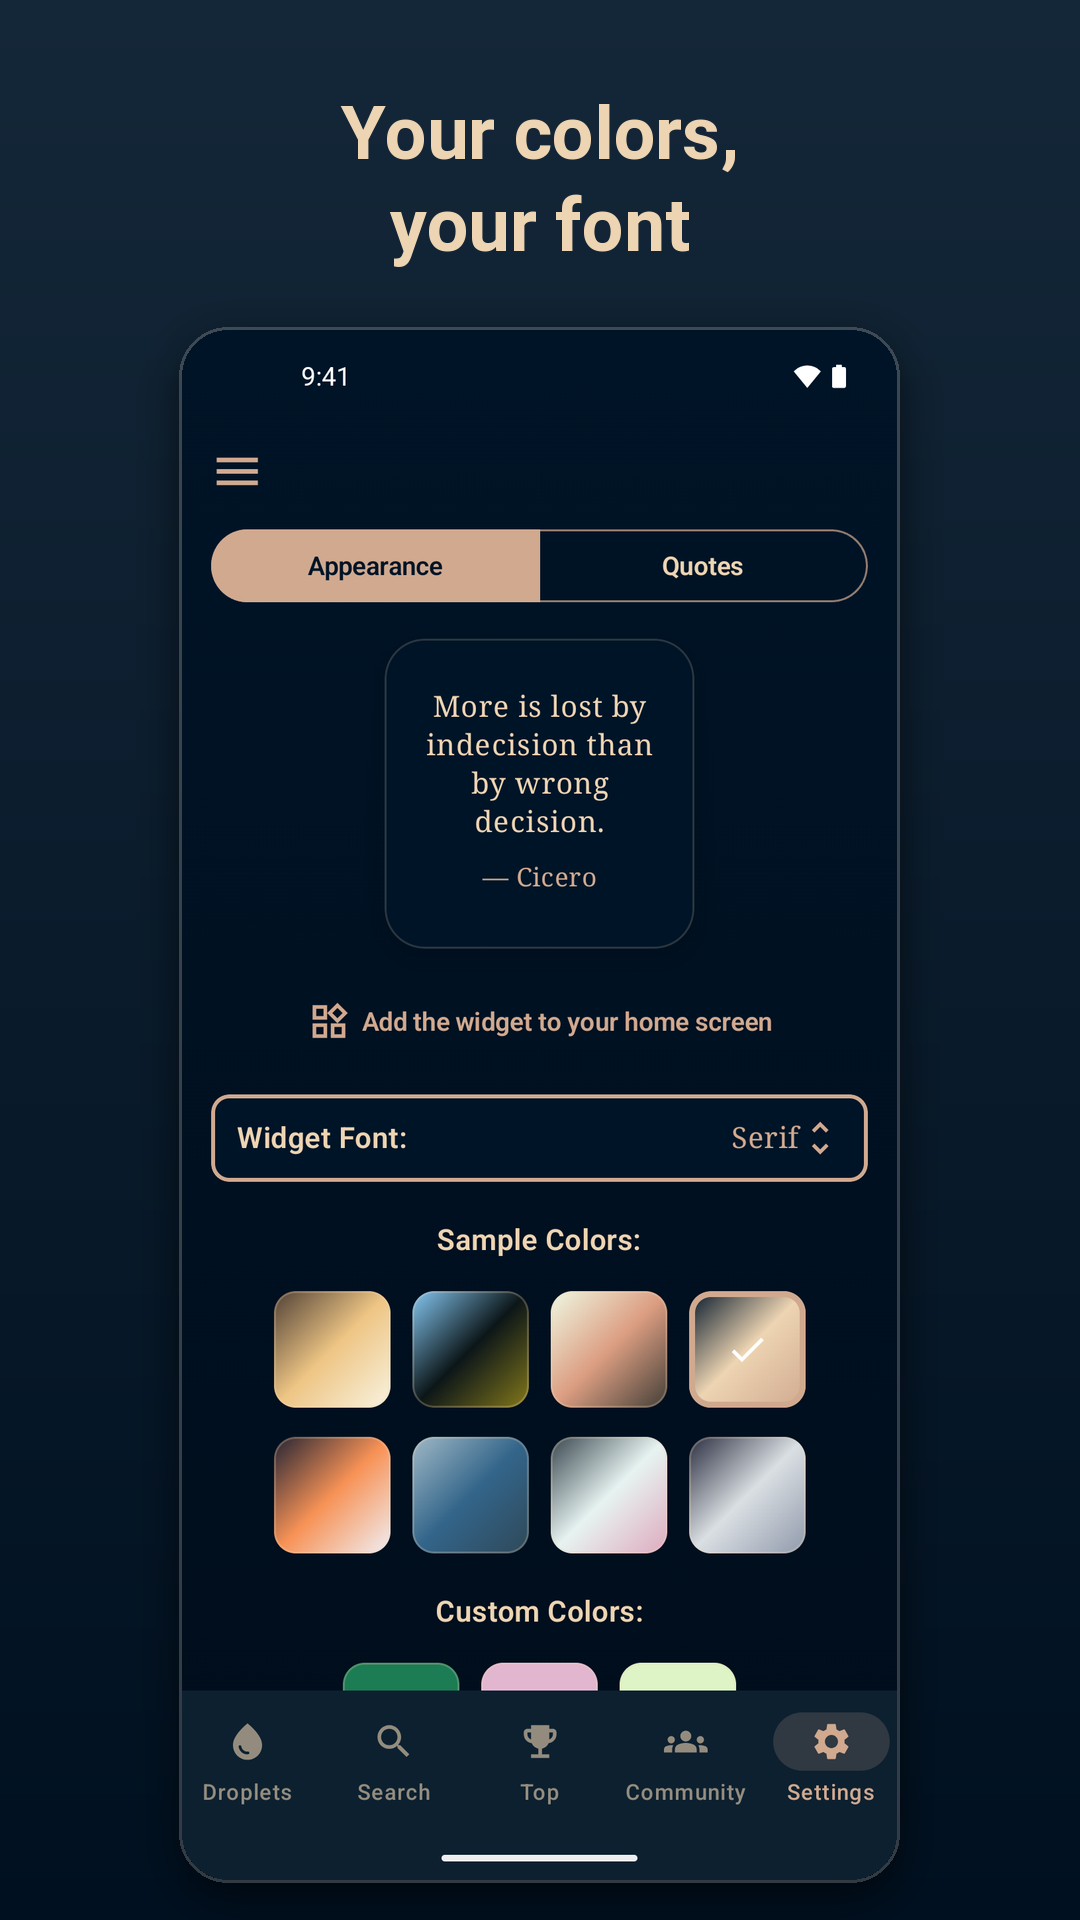 Your colors,
your font
9:41
Appearance
Quotes
More is lost by
indecision than
by wrong
decision.
— Cicero
Add the widget to your home screen
Widget Font:
Serif
Sample Colors:
Custom Colors:
Droplets
Search
Top
Community
Settings